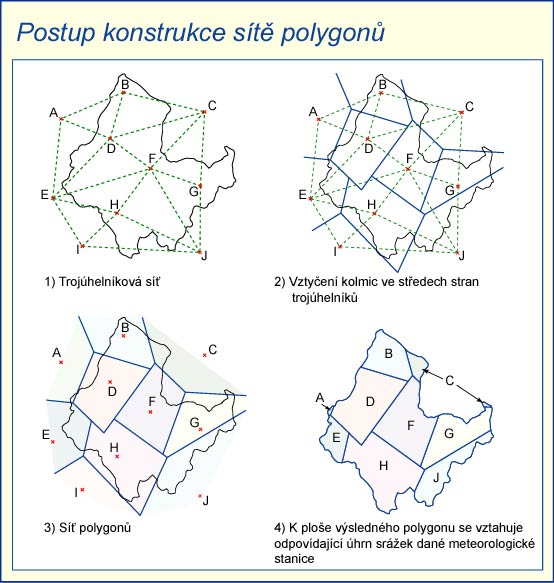 Postup konstrukce sítě polygonů
B
A
C
D
F
E
G
H
I
J
1) Trojúhelníková síť
B
A
C
D
F
E
G
H
I
J
2) Vztyčení kolmic ve středech stran
trojúhelníků
B
A
C
D
F
E
G
H
I
J
3) Síť polygonů
B
C
A
D
F
E
G
H
J
4) K ploše výsledného polygonu se vztahuje
odpovídající úhrn srážek dané meteorologické
stanice